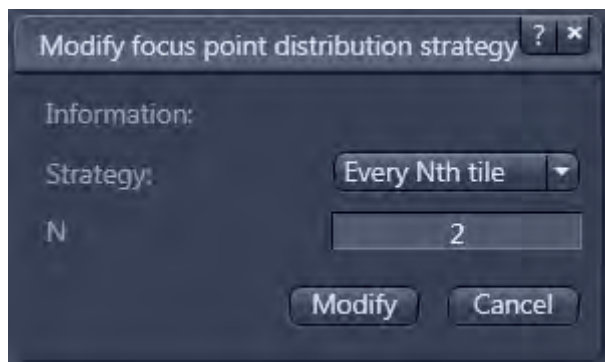 Modify focus point distribution strategy ? ×
Information:
Strategy: Every Nth tile
N 2
Modify Cancel